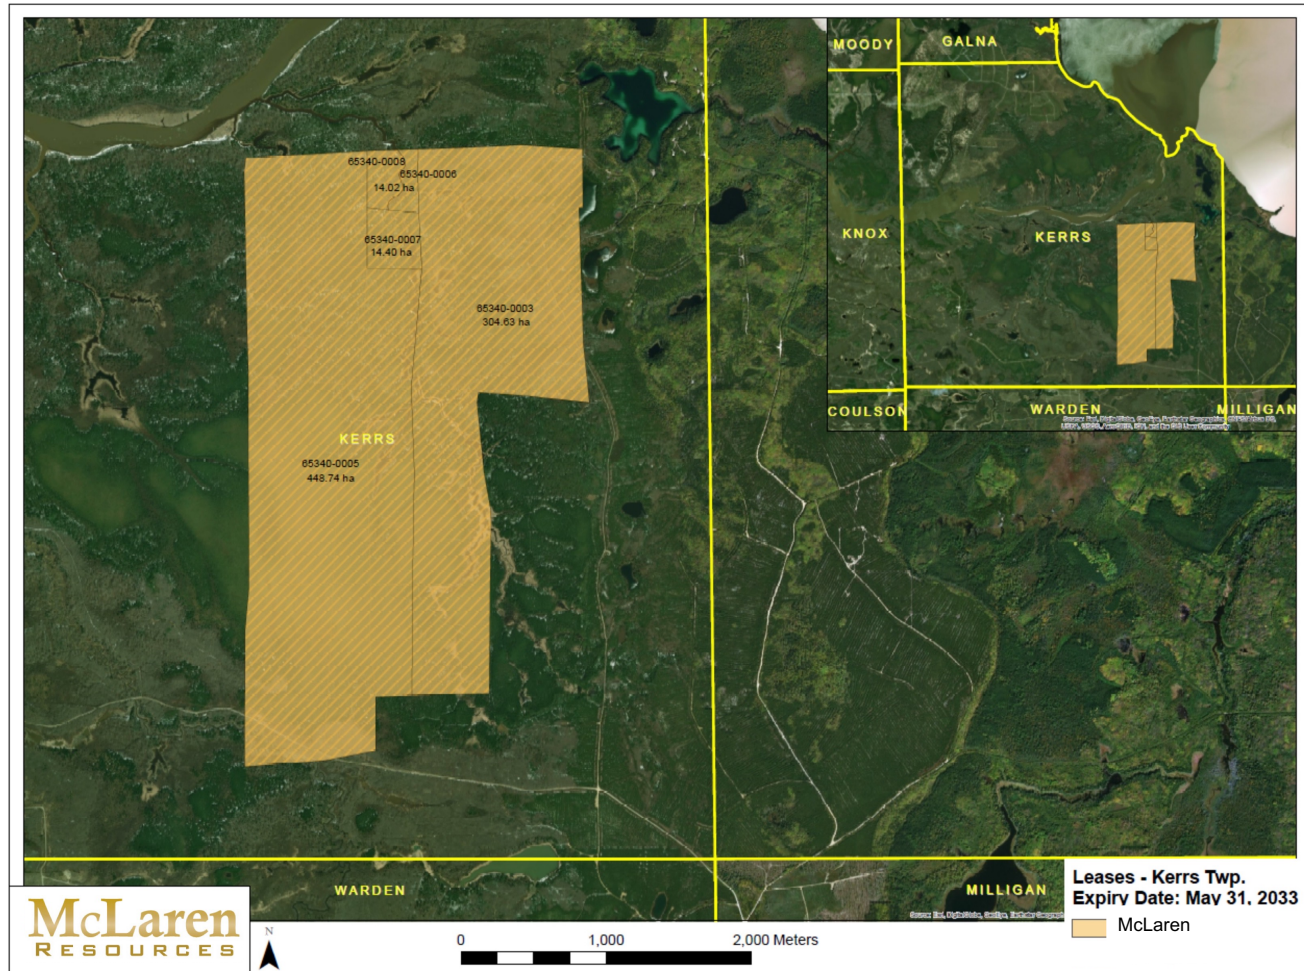 MOODY
GALNA
KNOX
KERRS
COULSON
WARDEN
MILLIGAN
65340-0008
65340-0006
14.02 ha
65340-0007
14.40 ha
65340-0003
304.63 ha
KERRS
65340-0005
448.74 ha
WARDEN
MILLIGAN
Leases - Kerrs Twp.
Expiry Date: May 31, 2033
McLaren
McLaren
RESOURCES
N
0 1,000 2,000 Meters